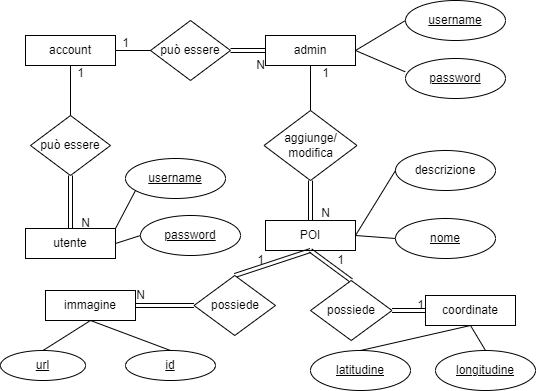 username
account
1
può essere
N
admin
password
1
1
può essere
aggiunge/
modifica
descrizione
username
N
N
utente
password
POI
nome
1
1
immagine
N
possiede
possiede
1
coordinate
url
id
latitudine
longitudine